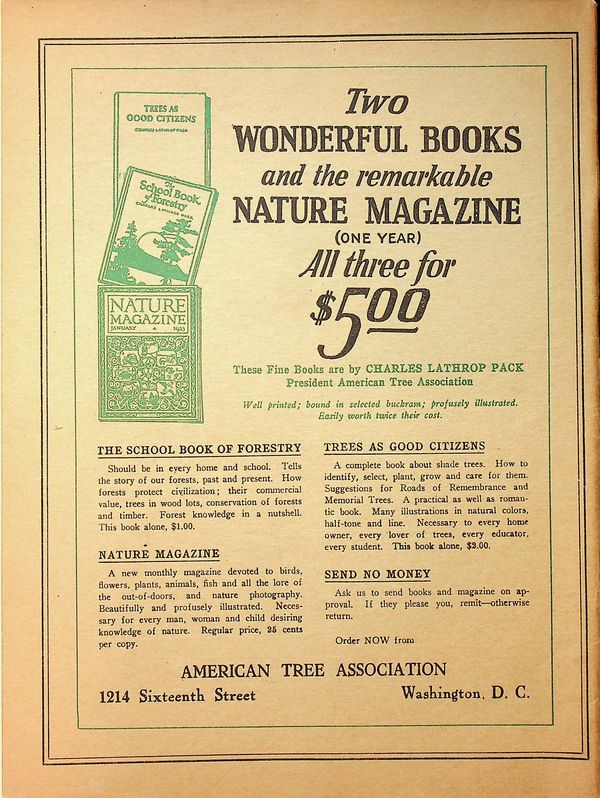 TREES AS
GOOD CITIZENS
CHARLES LATHROP PACK
The
School Book
of Forestry
CHARLES LATHROP PACK
NATURE
MAGAZINE
JANUARY 1923
Two
WONDERFUL BOOKS
and the remarkable
NATURE MAGAZINE
(ONE YEAR)
All three for
$5.00
These Fine Books are by CHARLES LATHROP PACK
President American Tree Association
Well printed; bound in selected buckram; profusely illustrated.
Easily worth twice their cost.
THE SCHOOL BOOK OF FORESTRY
Should be in every home and school. Tells
the story of our forests, past and present. How
forests protect civilization; their commercial
value, trees in wood lots, conservation of forests
and timber. Forest knowledge in a nutshell.
This book alone, $1.00.
NATURE MAGAZINE
A new monthly magazine devoted to birds,
flowers, plants, animals, fish and all the lore of
the out-of-doors, and nature photography.
Beautifully and profusely illustrated. Neces-
sary for every man, woman and child desiring
knowledge of nature. Regular price, 25 cents
per copy.
TREES AS GOOD CITIZENS
A complete book about shade trees. How to
identify, select, plant, grow and care for them.
Suggestions for Roads of Remembrance and
Memorial Trees. A practical as well as roman-
tic book. Many illustrations in natural colors,
half-tone and line. Necessary to every home
owner, every lover of trees, every educator,
every student. This book alone, $2.00.
SEND NO MONEY
Ask us to send books and magazine on ap-
proval. If they please you, remit—otherwise
return.
Order NOW from
AMERICAN TREE ASSOCIATION
1214 Sixteenth Street Washington, D. C.